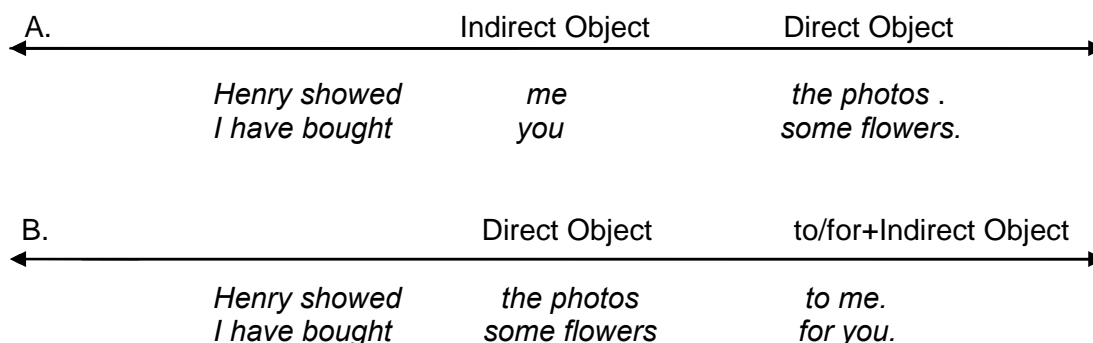 A. Indirect Object Direct Object
Henry showed me the photos .
I have bought you some flowers.
B. Direct Object to/for+Indirect Object
Henry showed the photos to me.
I have bought some flowers for you.